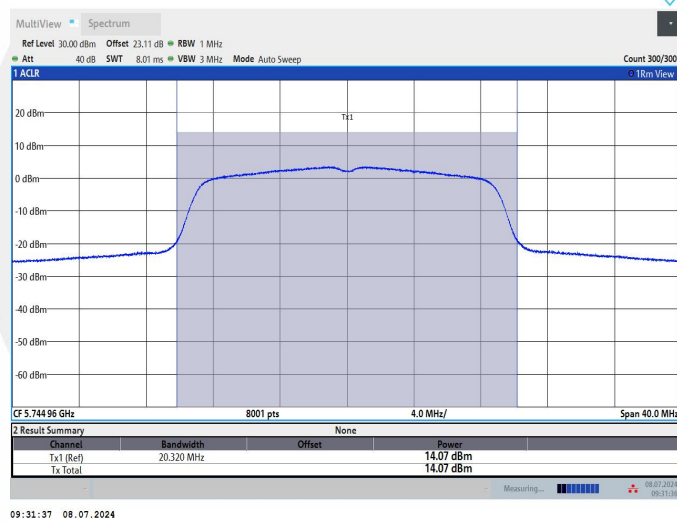 MultiView Spectrum
Ref Level 30.00 dBm Offset 23.11 dB RBW 1 MHz
Att 40 dB SWT 8.01 ms VBW 3 MHz Mode Auto Sweep Count 300/300
1 ACLR 1Rm View
Tx1
20 dBm
10 dBm
0 dBm
-10 dBm
-20 dBm
-30 dBm
-40 dBm
-50 dBm
-60 dBm
CF 5.744 96 GHz 8001 pts 4.0 MHz/ Span 40.0 MHz
2 Result Summary None
Channel Bandwidth Offset Power
Tx1 (Ref) 20.320 MHz 14.07 dBm
Tx Total 14.07 dBm
Measuring... 08.07.2024
09:31:38
09:31:37 08.07.2024